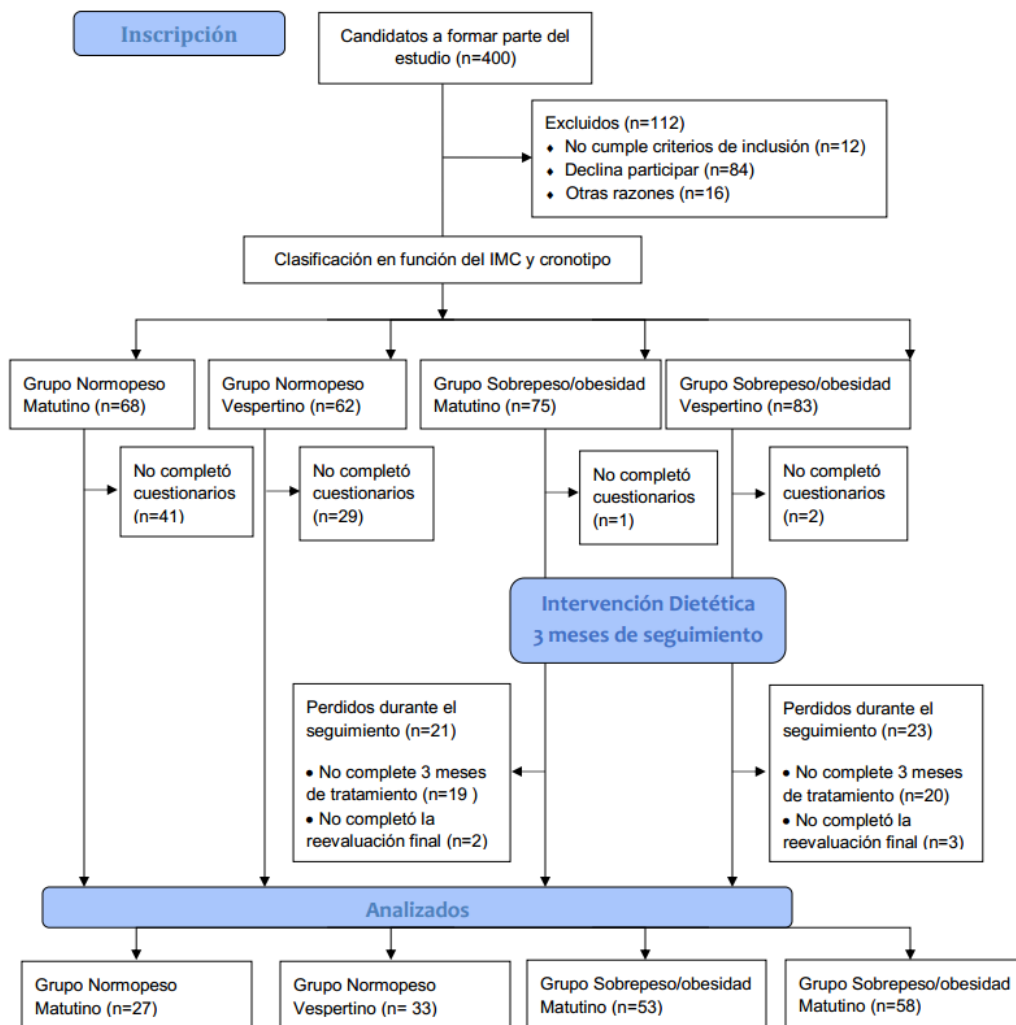 Inscripción
Candidatos a formar parte del
estudio (n=400)
Excluidos (n=112)
♦ No cumple criterios de inclusión (n=12)
♦ Declina participar (n=84)
♦ Otras razones (n=16)
Clasificación en función del IMC y cronotipo
Grupo Normopeso
Matutino (n=68)
Grupo Normopeso
Vespertino (n=62)
Grupo Sobrepeso/obesidad
Matutino (n=75)
Grupo Sobrepeso/obesidad
Vespertino (n=83)
No completó
cuestionarios
(n=41)
No completó
cuestionarios
(n=29)
No completó
cuestionarios
(n=1)
No completó
cuestionarios
(n=2)
Intervención Dietética
3 meses de seguimiento
Perdidos durante el
seguimiento (n=21)
• No complete 3 meses
de tratamiento (n=19 )
• No completó la
reevaluación final (n=2)
Perdidos durante el
seguimiento (n=23)
• No complete 3 meses
de tratamiento (n=20)
• No completó la
reevaluación final (n=3)
Analizados
Grupo Normopeso
Matutino (n=27)
Grupo Normopeso
Vespertino (n= 33)
Grupo Sobrepeso/obesidad
Matutino (n=53)
Grupo Sobrepeso/obesidad
Matutino (n=58)